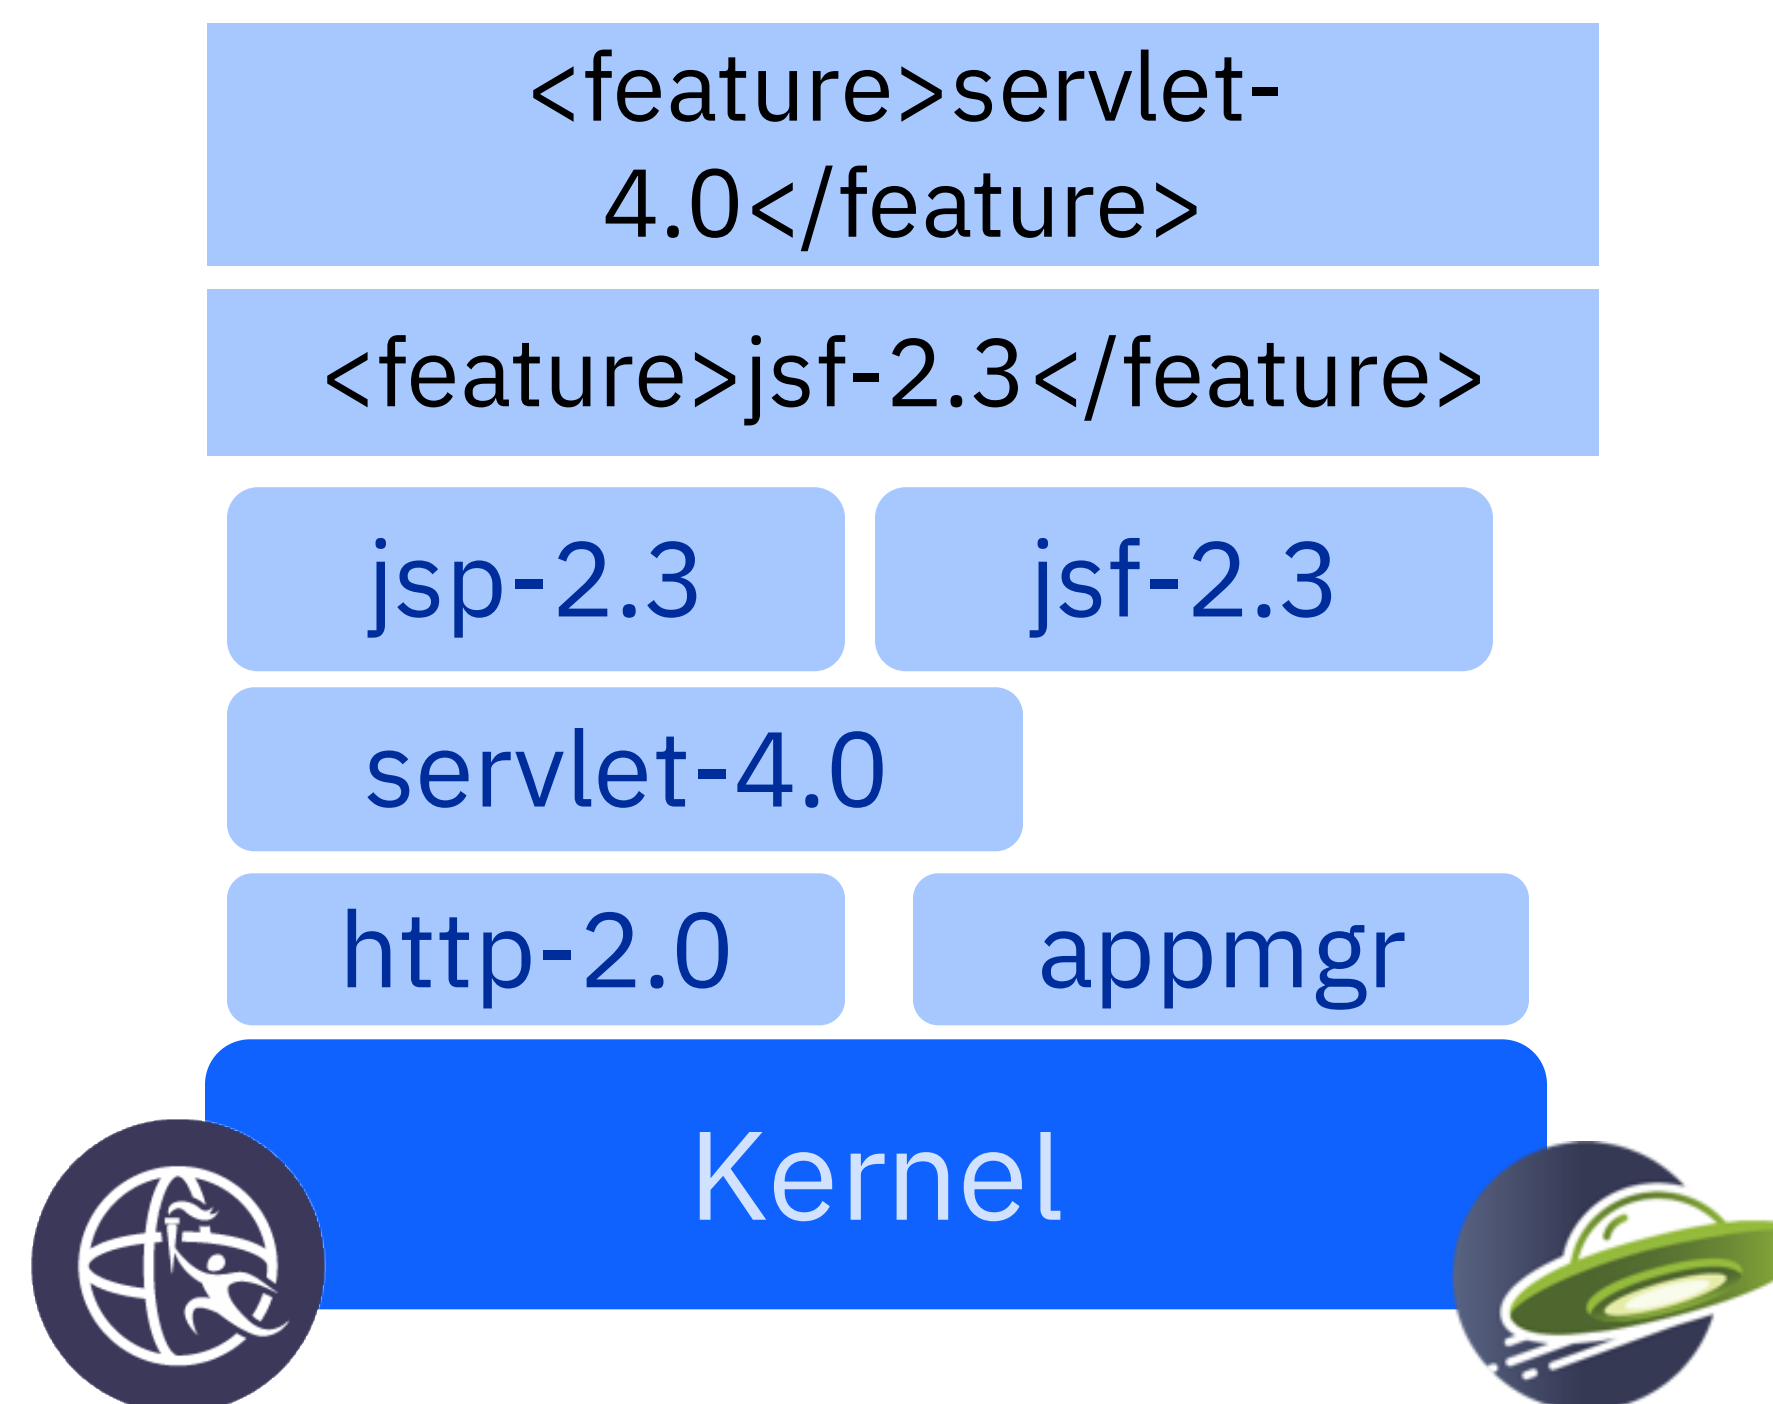 <feature>servlet-
4.0</feature>
<feature>jsf-2.3</feature>
jsp-2.3 jsf-2.3
servlet-4.0
http-2.0 appmgr
Kernel